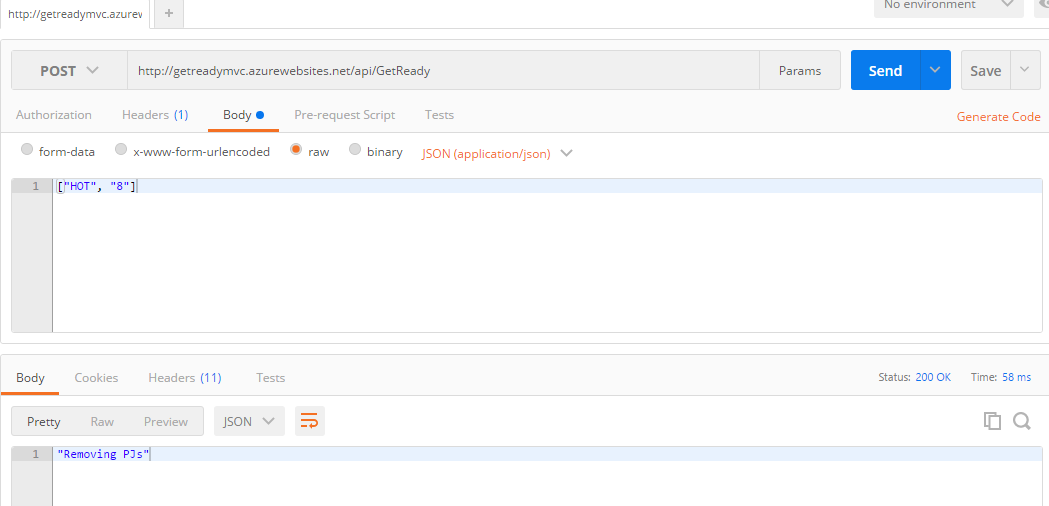 http://getreadymvc.azurew
+
No environment
POST
http://getreadymvc.azurewebsites.net/api/GetReady
Params
Send
Save
Authorization
Headers (1)
Body
Pre-request Script
Tests
Generate Code
form-data
x-www-form-urlencoded
raw
binary
JSON (application/json)
1
["HOT", "8"]
Body
Cookies
Headers (11)
Tests
Status: 200 OK
Time: 58 ms
Pretty
Raw
Preview
JSON
1
"Removing PJs"